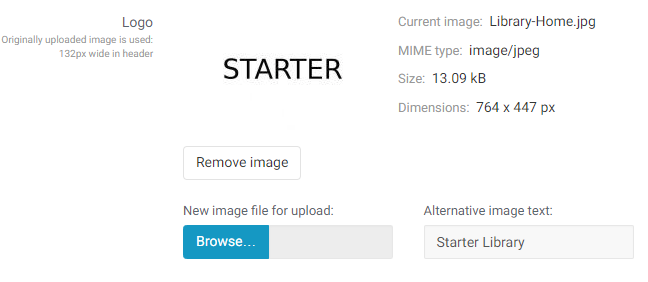 Logo
Originally uploaded image is used:
132px wide in header
STARTER
Current image: Library-Home.jpg
MIME type: image/jpeg
Size: 13.09 kB
Dimensions: 764 x 447 px
Remove image
New image file for upload:
Browse...
Alternative image text:
Starter Library